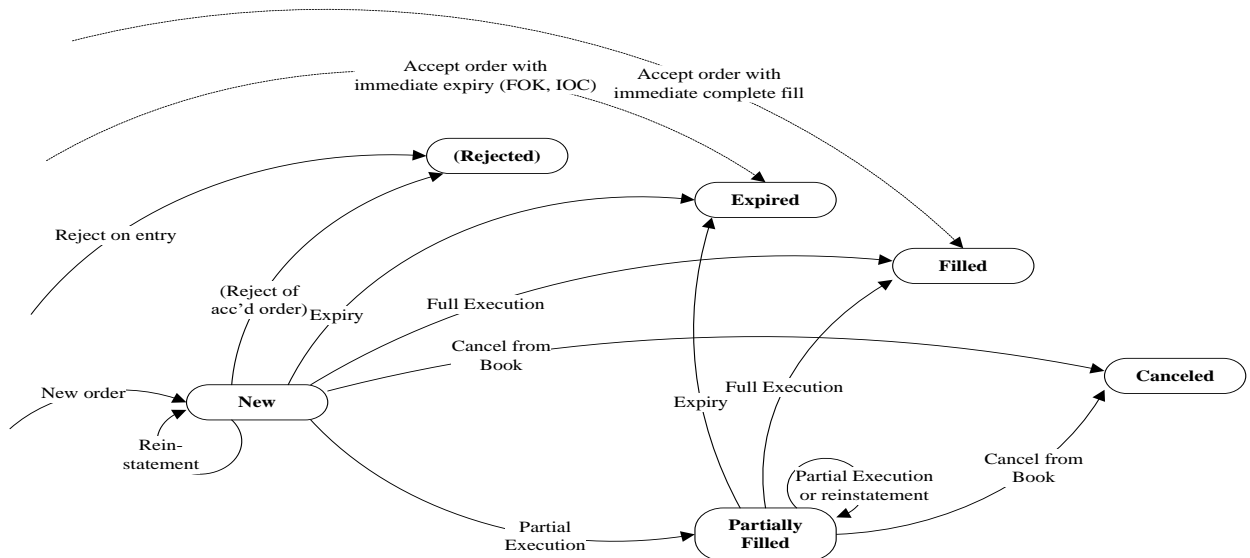 Accept order with
immediate expiry (FOK, IOC)
Accept order with
immediate complete fill
(Rejected)
Expired
Reject on entry
Filled
(Reject of
acc'd order)
Expiry
Full Execution
Cancel from
Book
Canceled
New order
New
Full Execution
Expiry
Rein-
statement
Cancel from
Book
Partial Execution
or reinstatement
Partial
Execution
Partially
Filled